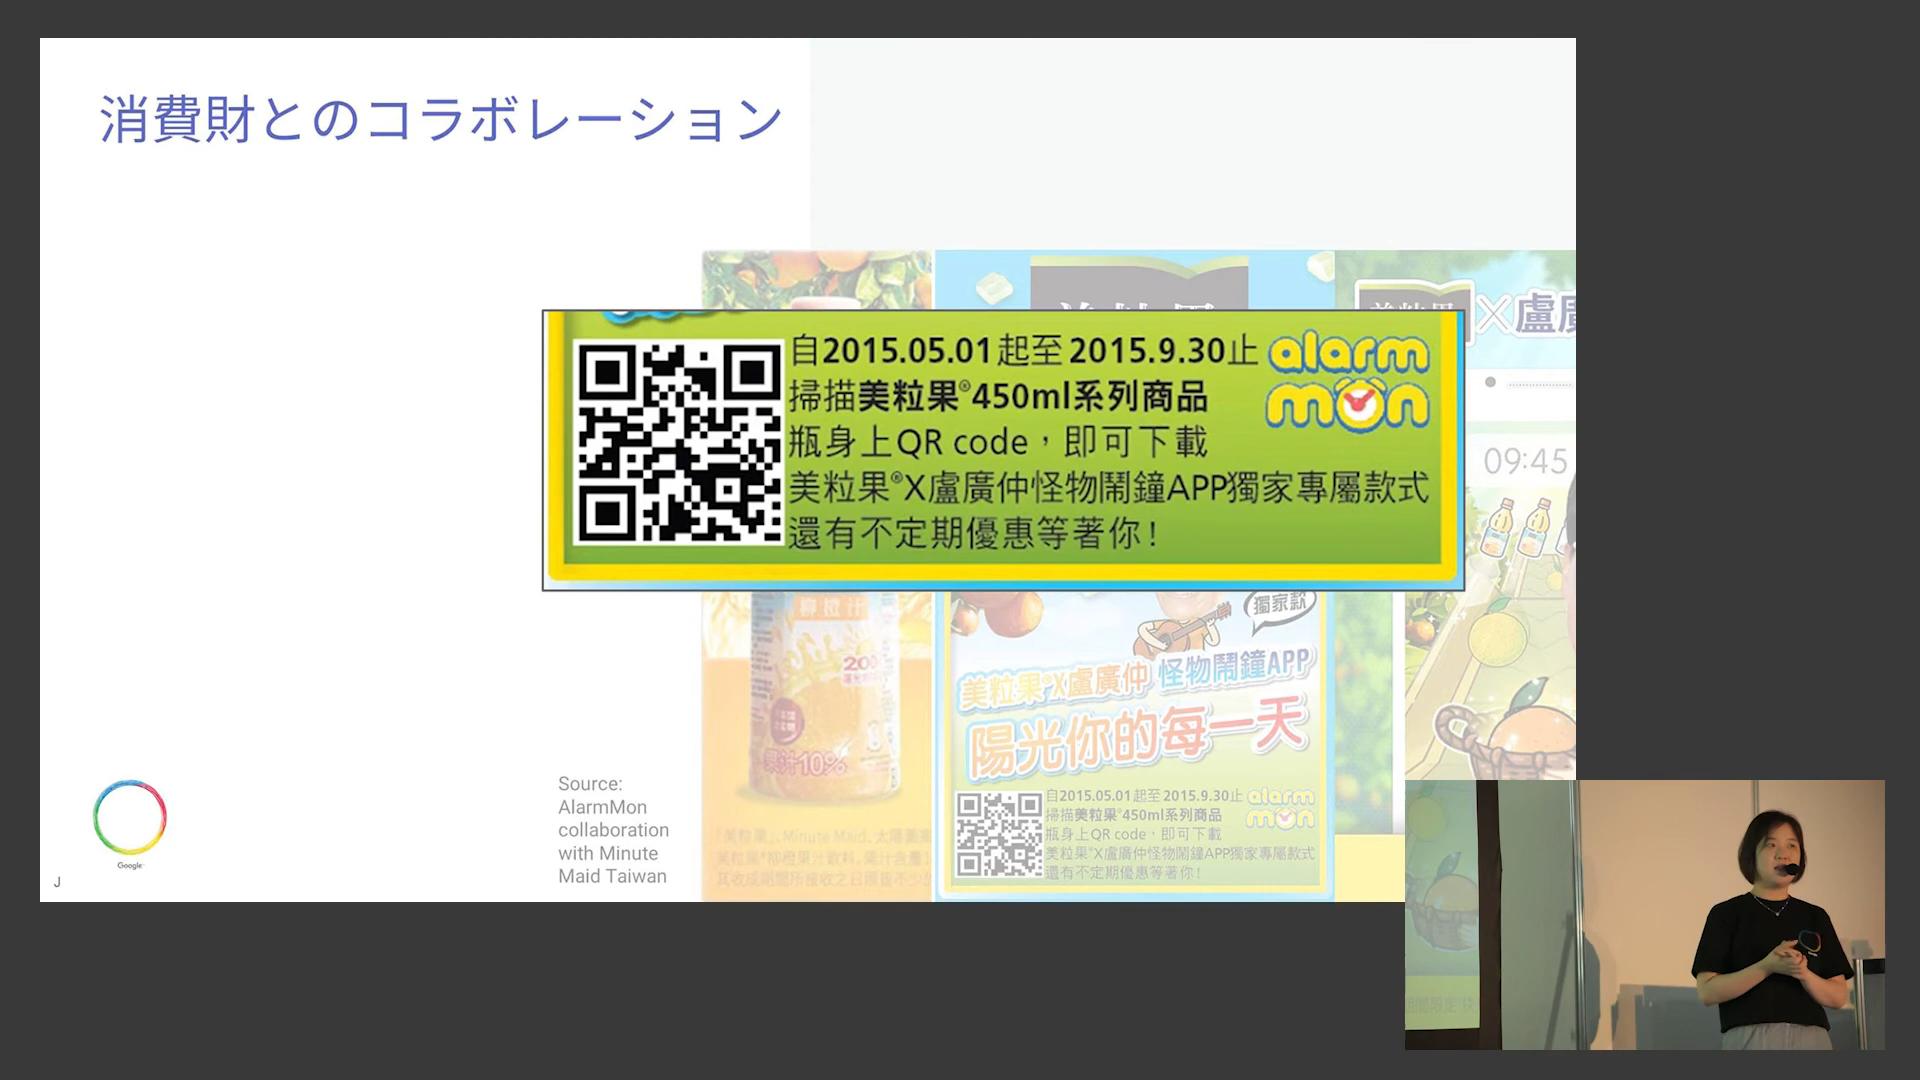 消費財とのコラボレーション
自2015.05.01起至2015.9.30止
掃描美粒果®450ml系列商品
瓶身上QR code，即可下載
美粒果®X盧廣仲怪物鬧鐘APP獨家專屬款式
還有不定期優惠等著你！
alarm
mon
X盧
09:45
柳橙汁
200
果汁10%
獨家款
美粒果®X盧廣仲 怪物鬧鐘APP
陽光你的每一天
自2015.05.01起至2015.9.30止
掃描美粒果®450ml系列商品
瓶身上QR code，即可下載
美粒果®X盧廣仲怪物鬧鐘APP獨家專屬款式
還有不定期優惠等著你！
alarm
mon
Source:
AlarmMon
collaboration
with Minute
Maid Taiwan
Google
J